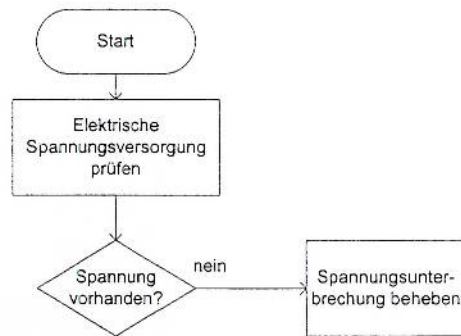 Start
Elektrische
Spannungsversorgung
prüfen
Spannung
vorhanden?
nein
Spannungsunter-
brechung beheben